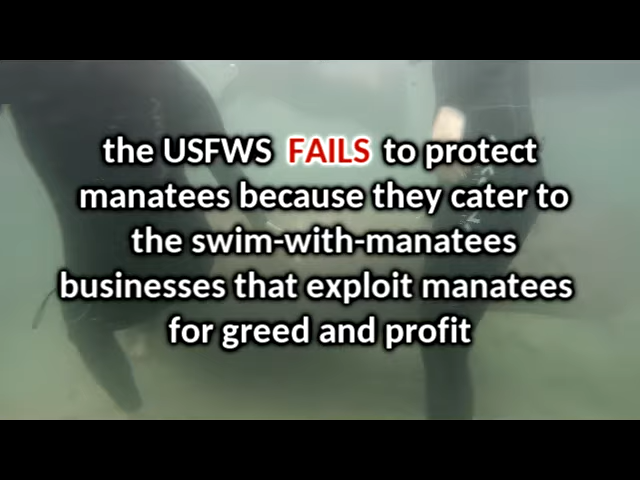 the USFWS FAILS to protect
manatees because they cater to
the swim-with-manatees
businesses that exploit manatees
for greed and profit